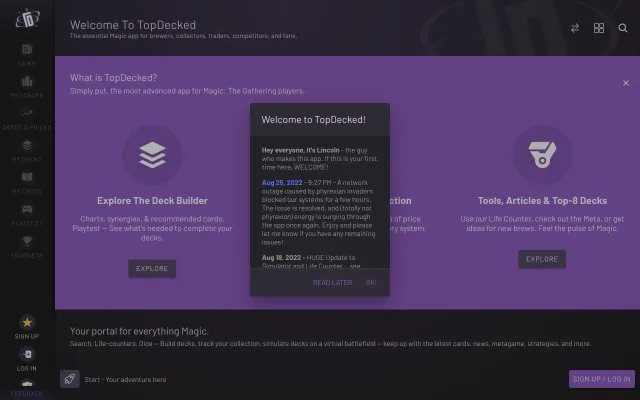 Welcome To TopDecked
The essential Magic app for brewers, collectors, traders, competitors, and fans.
NEWS
METAGAME
CARDS & PRICES
MY DECKS
MY CARDS
PLAYTEST
TOURNEYS
SIGN UP
LOG IN
FEEDBACK
What is TopDecked?
Simply put, the most advanced app for Magic: The Gathering players.
Explore The Deck Builder
Charts, synergies, & recommended cards.
Playtest — See what's needed to complete your
decks.
EXPLORE
Welcome to TopDecked!
Hey everyone, it's Lincoln - the guy
who makes this app. If this is your first
time here, WELCOME!
Aug 25, 2022 - 9:27 PM - A network
outage caused by phyrexian invaders
blocked our systems for a few hours.
The issue is resolved, and (totally not
phyrexian) energy is surging through
the app once again. Enjoy and please
let me know if you have any remaining
issues!
Aug 18, 2022 - HUGE Update to
Simulator and Life Counter... see
READ LATER
OK!
ction
of price
ery system.
Tools, Articles & Top-8 Decks
Use our Life Counter, check out the Meta, or get
ideas for new brews. Feel the pulse of Magic.
EXPLORE
Your portal for everything Magic.
Search, Life-counters, Dice — Build decks, track your collection, simulate decks on a virtual battlefield — keep up with the latest cards, news, metagame, strategies, and more.
Start - Your adventure here
SIGN UP / LOG IN